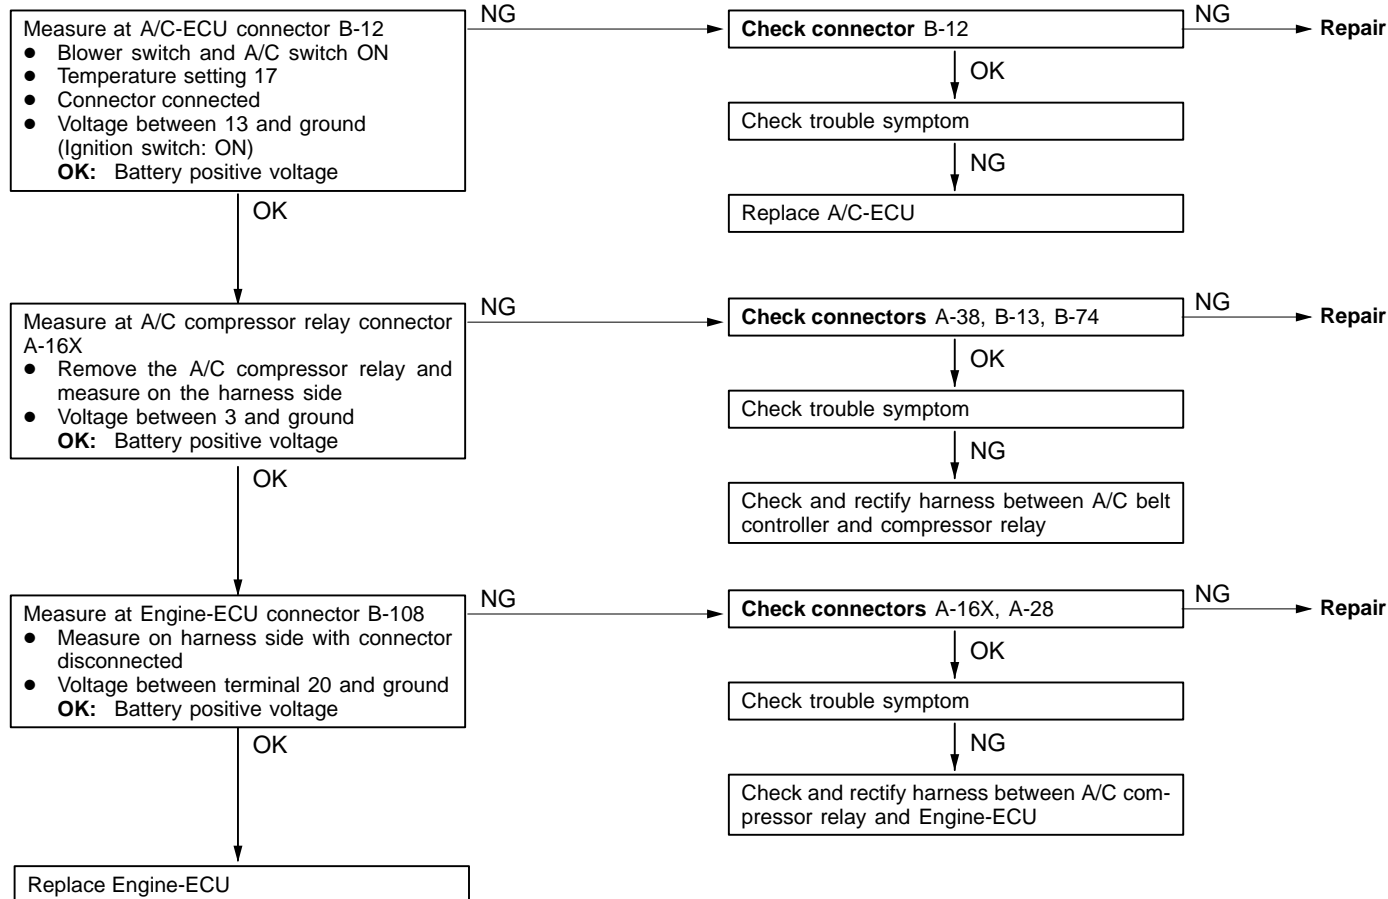 Measure at A/C-ECU connector B-12
● Blower switch and A/C switch ON
● Temperature setting 17
● Connector connected
● Voltage between 13 and ground
(Ignition switch: ON)
OK: Battery positive voltage
NG
Check connector B-12
NG
Repair
OK
Check trouble symptom
NG
Replace A/C-ECU
OK
Measure at A/C compressor relay connector
A-16X
● Remove the A/C compressor relay and
measure on the harness side
● Voltage between 3 and ground
OK: Battery positive voltage
NG
Check connectors A-38, B-13, B-74
NG
Repair
OK
Check trouble symptom
NG
Check and rectify harness between A/C belt
controller and compressor relay
OK
Measure at Engine-ECU connector B-108
● Measure on harness side with connector
disconnected
● Voltage between terminal 20 and ground
OK: Battery positive voltage
NG
Check connectors A-16X, A-28
NG
Repair
OK
Check trouble symptom
NG
Check and rectify harness between A/C com-
pressor relay and Engine-ECU
OK
Replace Engine-ECU